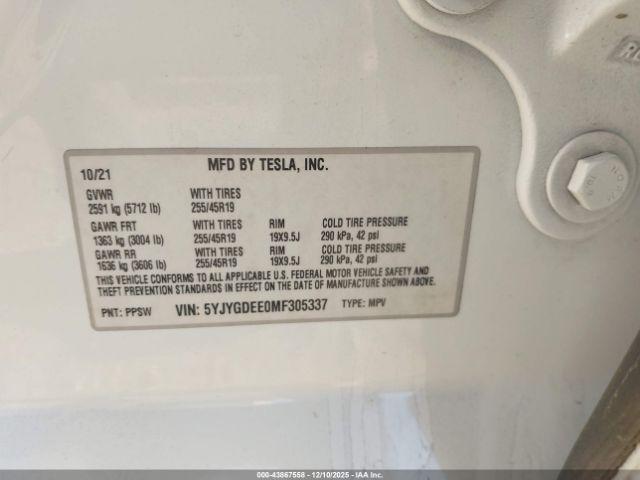 MFD BY TESLA, INC.
10/21
GVWR WITH TIRES
2591 kg (5712 lb) 255/45R19
GAWR FRT WITH TIRES RIM COLD TIRE PRESSURE
1363 kg (3004 lb) 255/45R19 19X9.5J 290 kPa, 42 psi
GAWR RR WITH TIRES RIM COLD TIRE PRESSURE
1636 kg (3606 lb) 255/45R19 19X9.5J 290 kPa, 42 psi
THIS VEHICLE CONFORMS TO ALL APPLICABLE U.S. FEDERAL MOTOR VEHICLE SAFETY AND
THEFT PREVENTION STANDARDS IN EFFECT ON THE DATE OF MANUFACTURE SHOWN ABOVE.
PNT: PPSW VIN: 5YJYGDEE0MF305337 TYPE: MPV
000-43867558 - 12/10/2025 - IAA Inc.